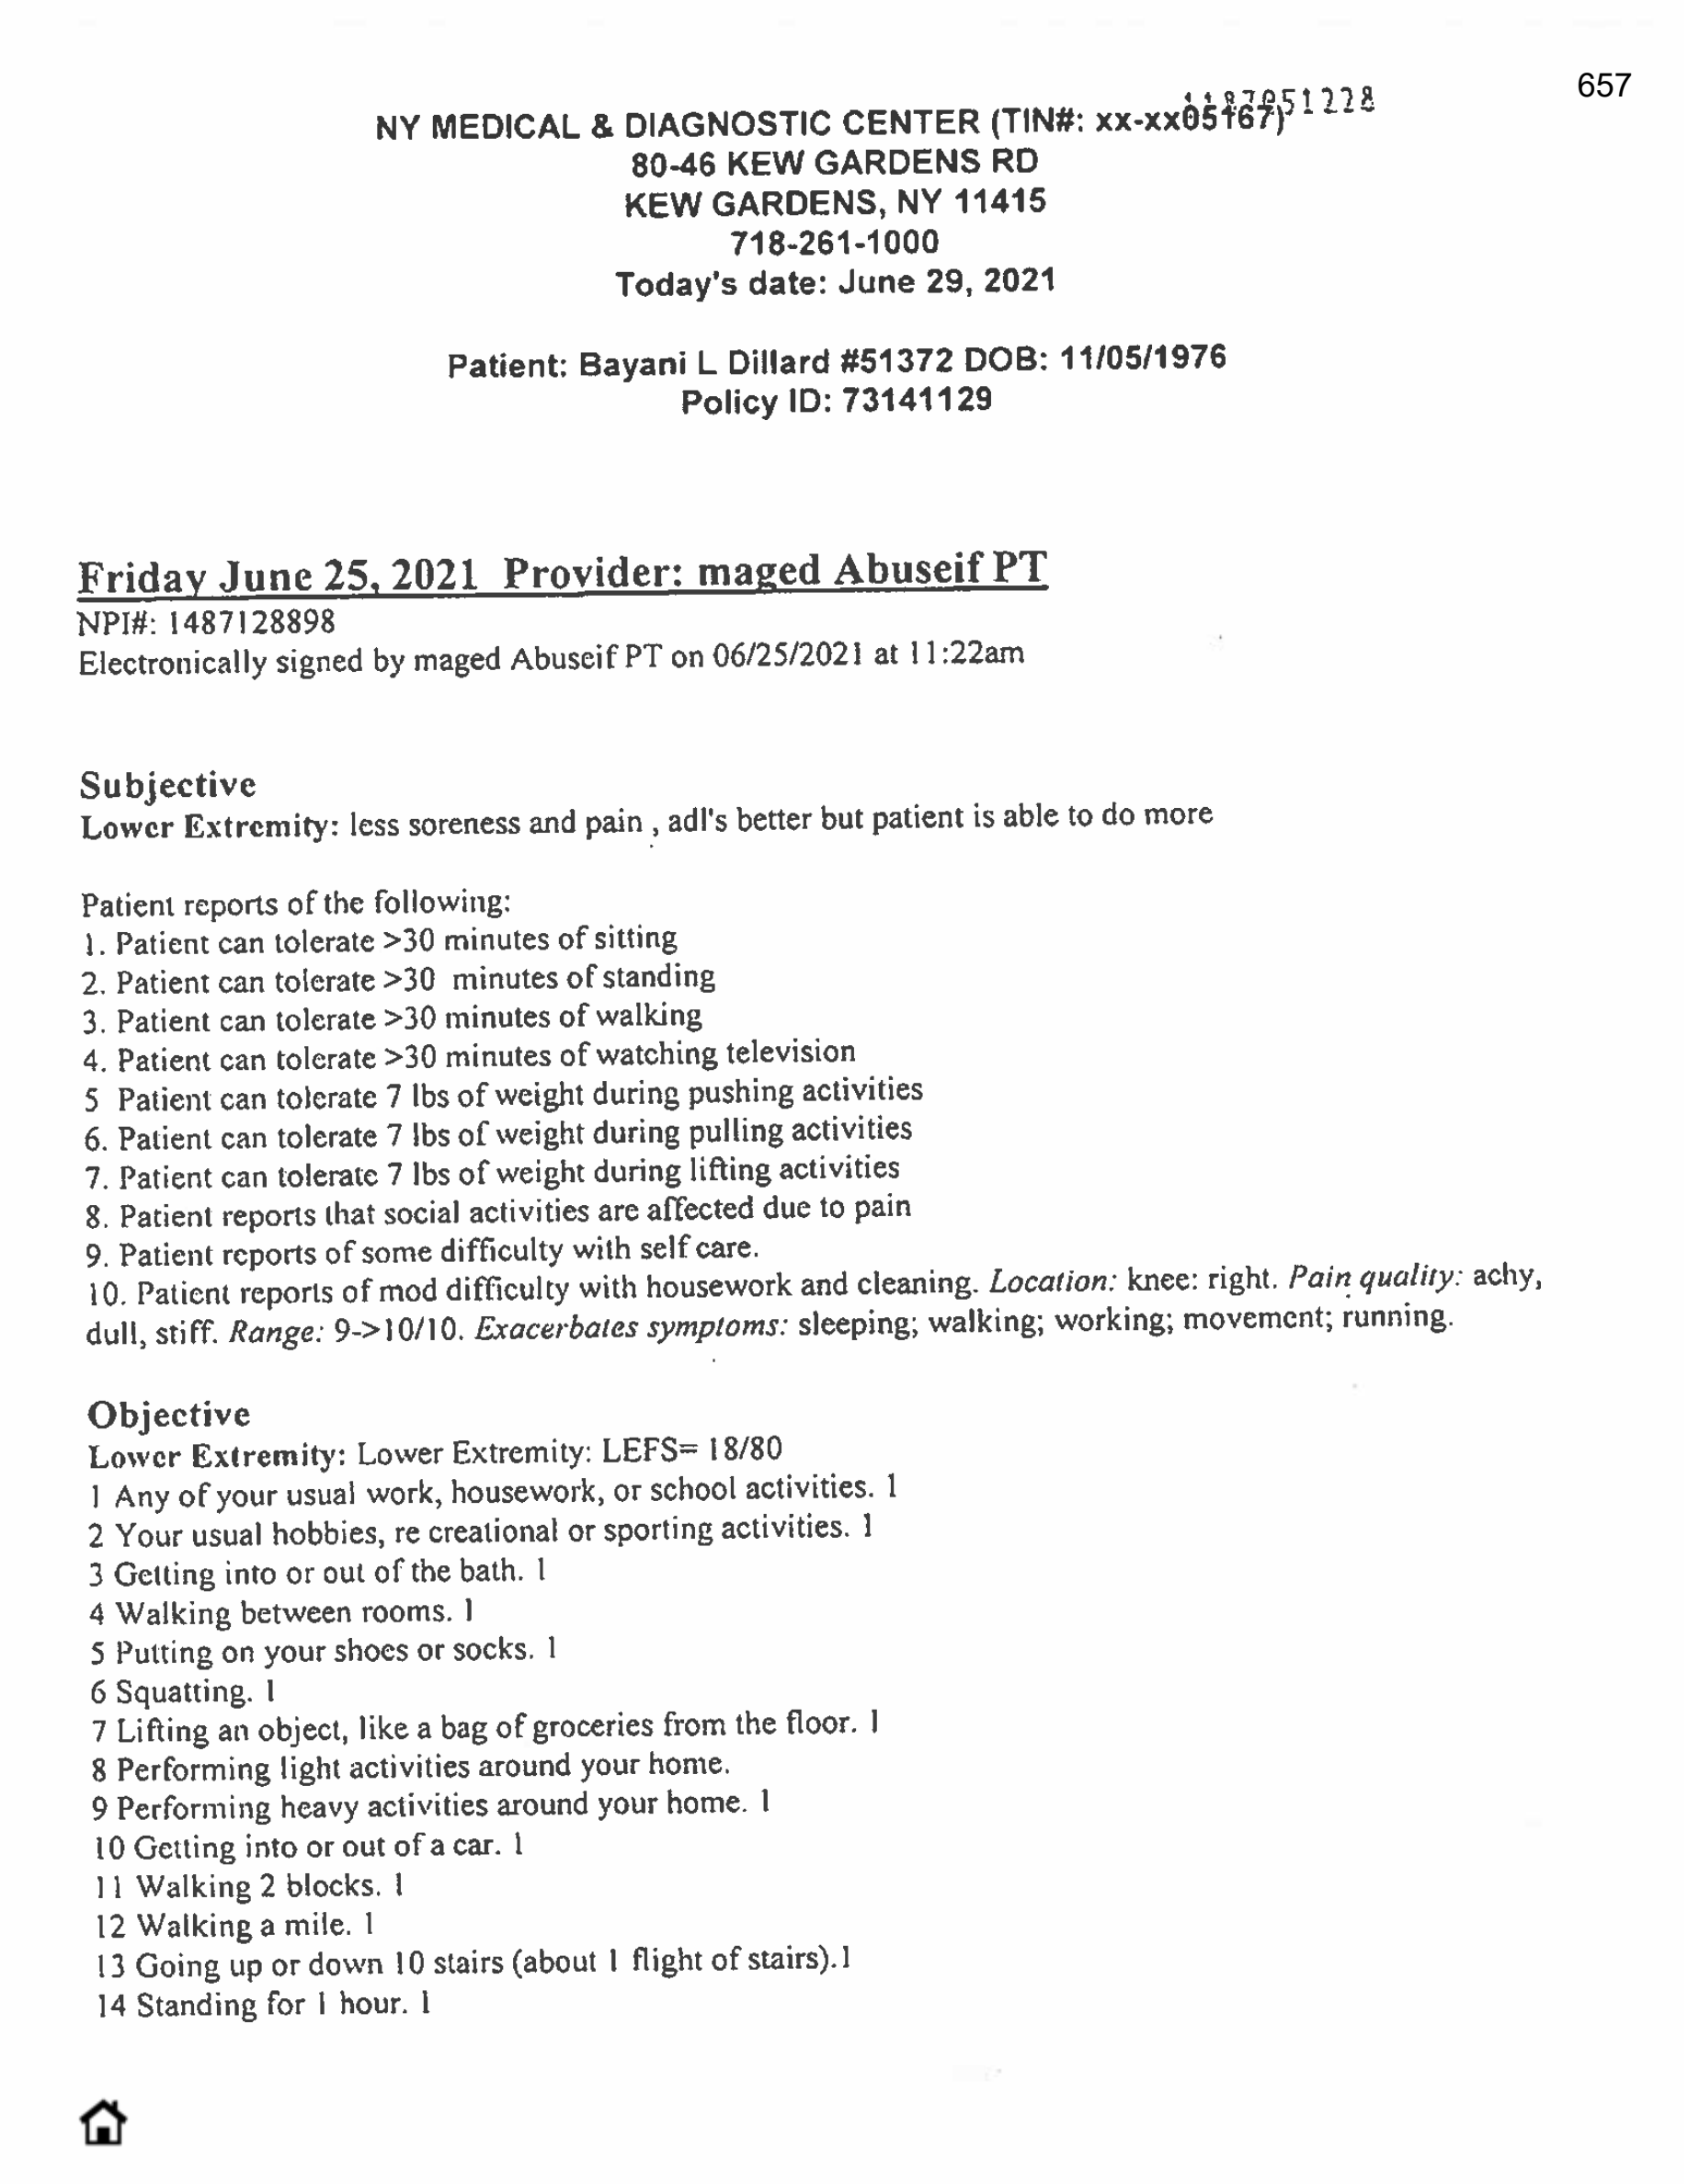 657
1187051228
NY MEDICAL & DIAGNOSTIC CENTER (TIN#: xx-xx05167)
80-46 KEW GARDENS RD
KEW GARDENS, NY 11415
718-261-1000
Today's date: June 29, 2021
Patient: Bayani L Dillard #51372 DOB: 11/05/1976
Policy ID: 73141129
Friday June 25, 2021 Provider: maged Abuseif PT
NPI#: 1487128898
Electronically signed by maged Abuseif PT on 06/25/2021 at 11:22am
Subjective
Lower Extremity: less soreness and pain , adl's better but patient is able to do more
Patient reports of the following:
1. Patient can tolerate >30 minutes of sitting
2. Patient can tolerate >30 minutes of standing
3. Patient can tolerate >30 minutes of walking
4. Patient can tolerate >30 minutes of watching television
5 Patient can tolerate 7 lbs of weight during pushing activities
6. Patient can tolerate 7 lbs of weight during pulling activities
7. Patient can tolerate 7 lbs of weight during lifting activities
8. Patient reports that social activities are affected due to pain
9. Patient reports of some difficulty with self care.
10. Patient reports of mod difficulty with housework and cleaning. Location: knee: right. Pain quality: achy,
dull, stiff. Range: 9->10/10. Exacerbates symptoms: sleeping; walking; working; movement; running.
Objective
Lower Extremity: Lower Extremity: LEFS= 18/80
1 Any of your usual work, housework, or school activities. 1
2 Your usual hobbies, re creational or sporting activities. 1
3 Getting into or out of the bath. 1
4 Walking between rooms. 1
5 Putting on your shoes or socks. 1
6 Squatting. 1
7 Lifting an object, like a bag of groceries from the floor. 1
8 Performing light activities around your home.
9 Performing heavy activities around your home. 1
10 Getting into or out of a car. 1
11 Walking 2 blocks. 1
12 Walking a mile. 1
13 Going up or down 10 stairs (about 1 flight of stairs).1
14 Standing for 1 hour. 1